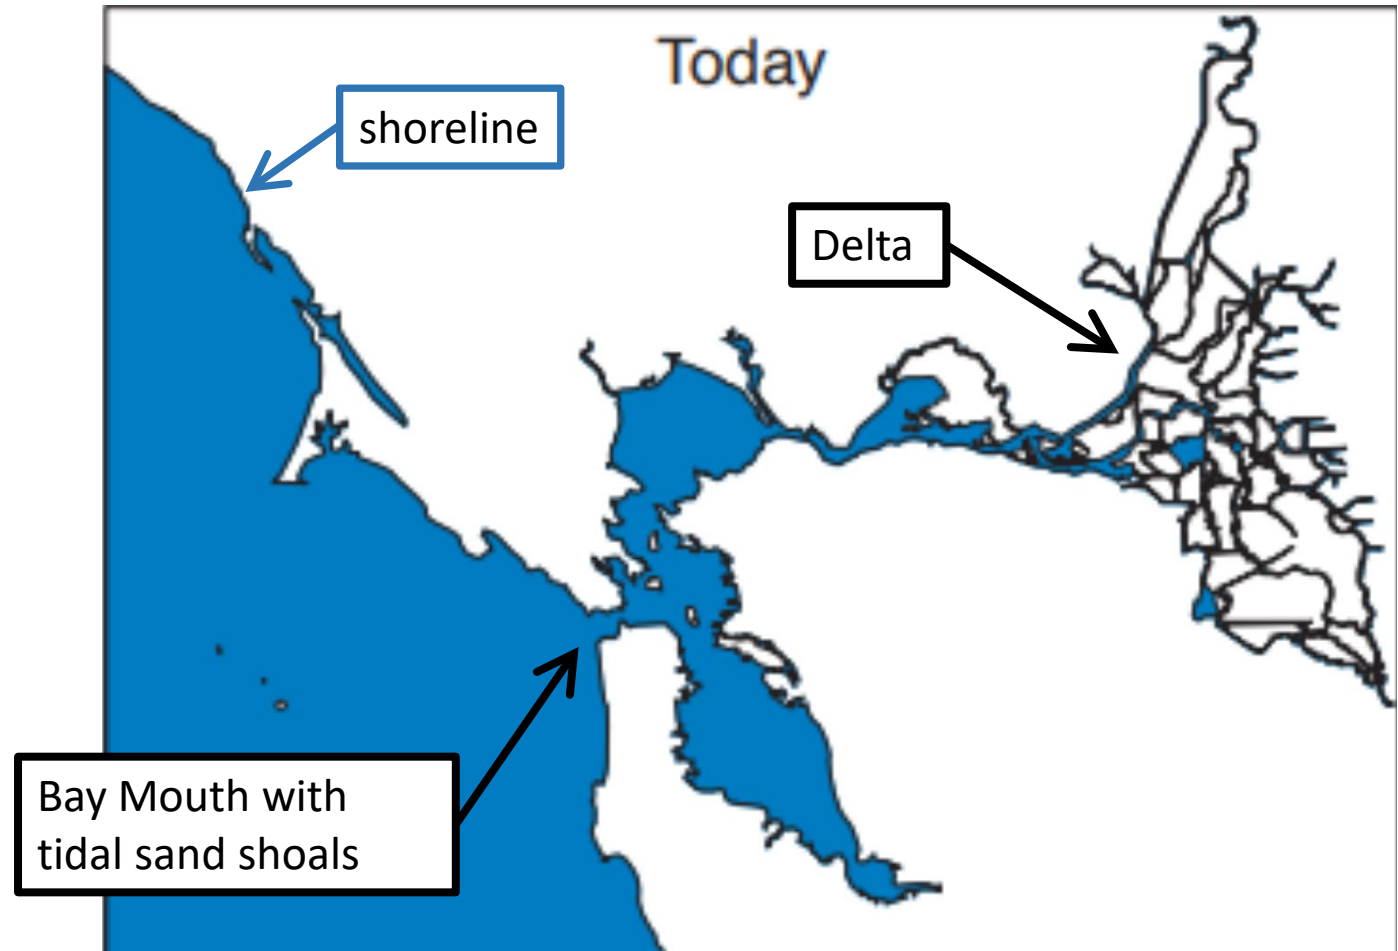 Today
shoreline
Delta
Bay Mouth with
tidal sand shoals